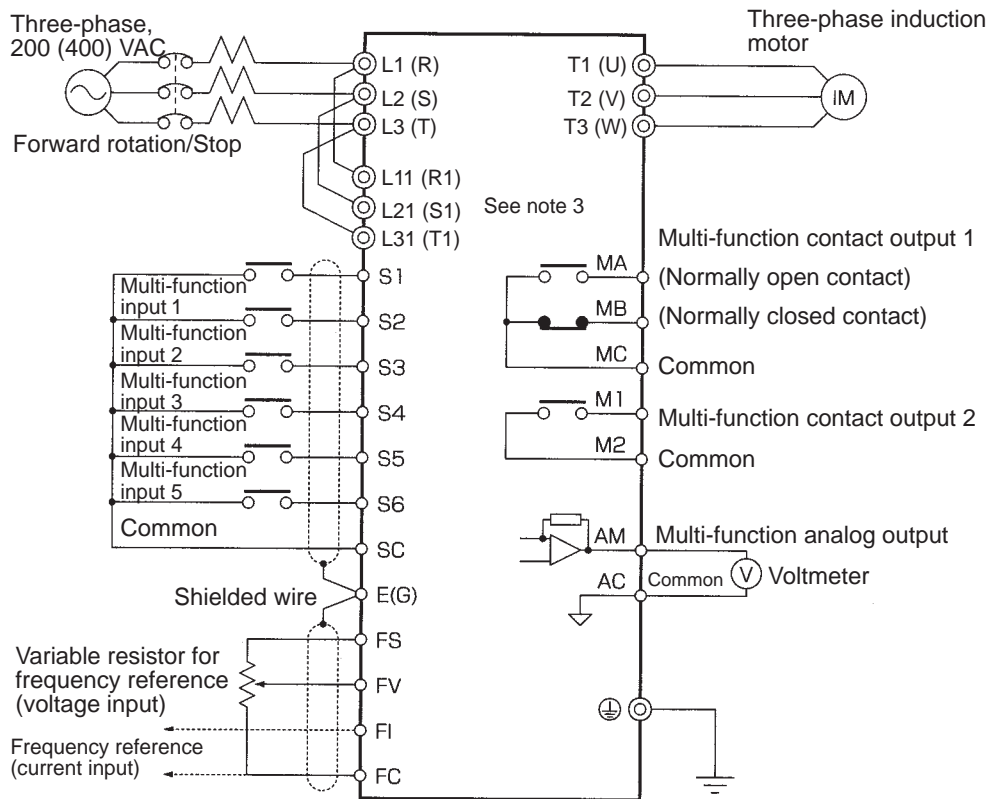 Three-phase,
200 (400) VAC
Forward rotation/Stop
L1 (R)
L2 (S)
L3 (T)
L11 (R1)
L21 (S1)
L31 (T1)
See note 3
T1 (U)
T2 (V)
T3 (W)
Three-phase induction
motor
IM
Multi-function
input 1
Multi-function
input 2
Multi-function
input 3
Multi-function
input 4
Multi-function
input 5
Common
S1
S2
S3
S4
S5
S6
SC
Shielded wire
E(G)
Variable resistor for
frequency reference
(voltage input)
Frequency reference
(current input)
FS
FV
FI
FC
Multi-function contact output 1
MA
(Normally open contact)
MB
(Normally closed contact)
MC
Common
M1
Multi-function contact output 2
M2
Common
AM
Multi-function analog output
AC
Common
V
Voltmeter